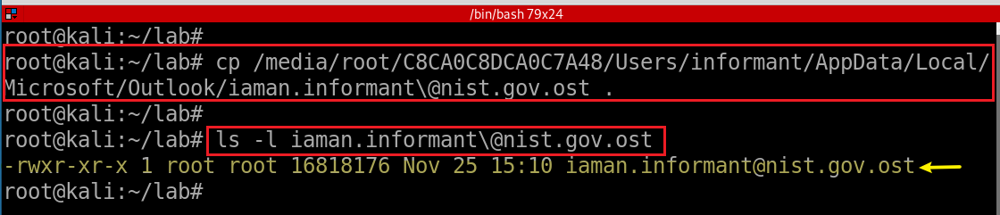 /bin/bash 79x24
root@kali:~/lab#
root@kali:~/lab# cp /media/root/C8CA0C8DCA0C7A48/Users/informant/AppData/Local/
Microsoft/Outlook/iaman.informant\@nist.gov.ost .
root@kali:~/lab#
root@kali:~/lab# ls -l iaman.informant\@nist.gov.ost
-rwxr-xr-x 1 root root 16818176 Nov 25 15:10 iaman.informant@nist.gov.ost
root@kali:~/lab#